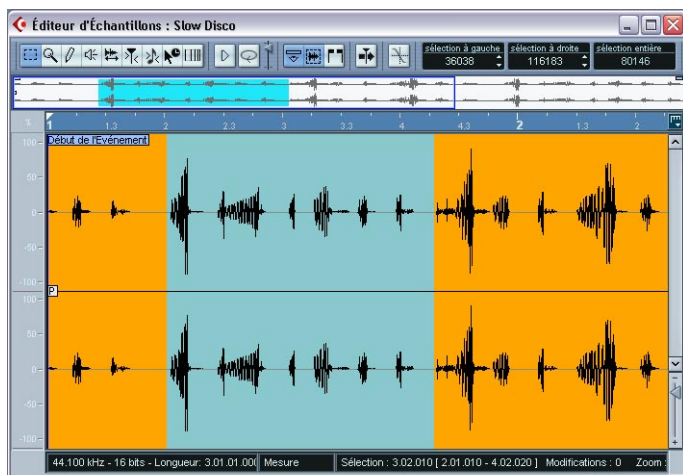 Éditeur d'Échantillons : Slow Disco
sélection à gauche sélection à droite sélection entière
36038 116183 80146
% 1 1.3 2 2.3 3 3.3 4 4.3 2 1.3 2
Début de l'Evénement
100
50
0
-50
-100
P
100
50
0
-50
-100
44.100 kHz - 16 bits - Longueur: 3.01.01.00 Mesure Sélection : 3.02.010 [ 2.01.010 - 4.02.020 ] Modifications : 0 Zoom :